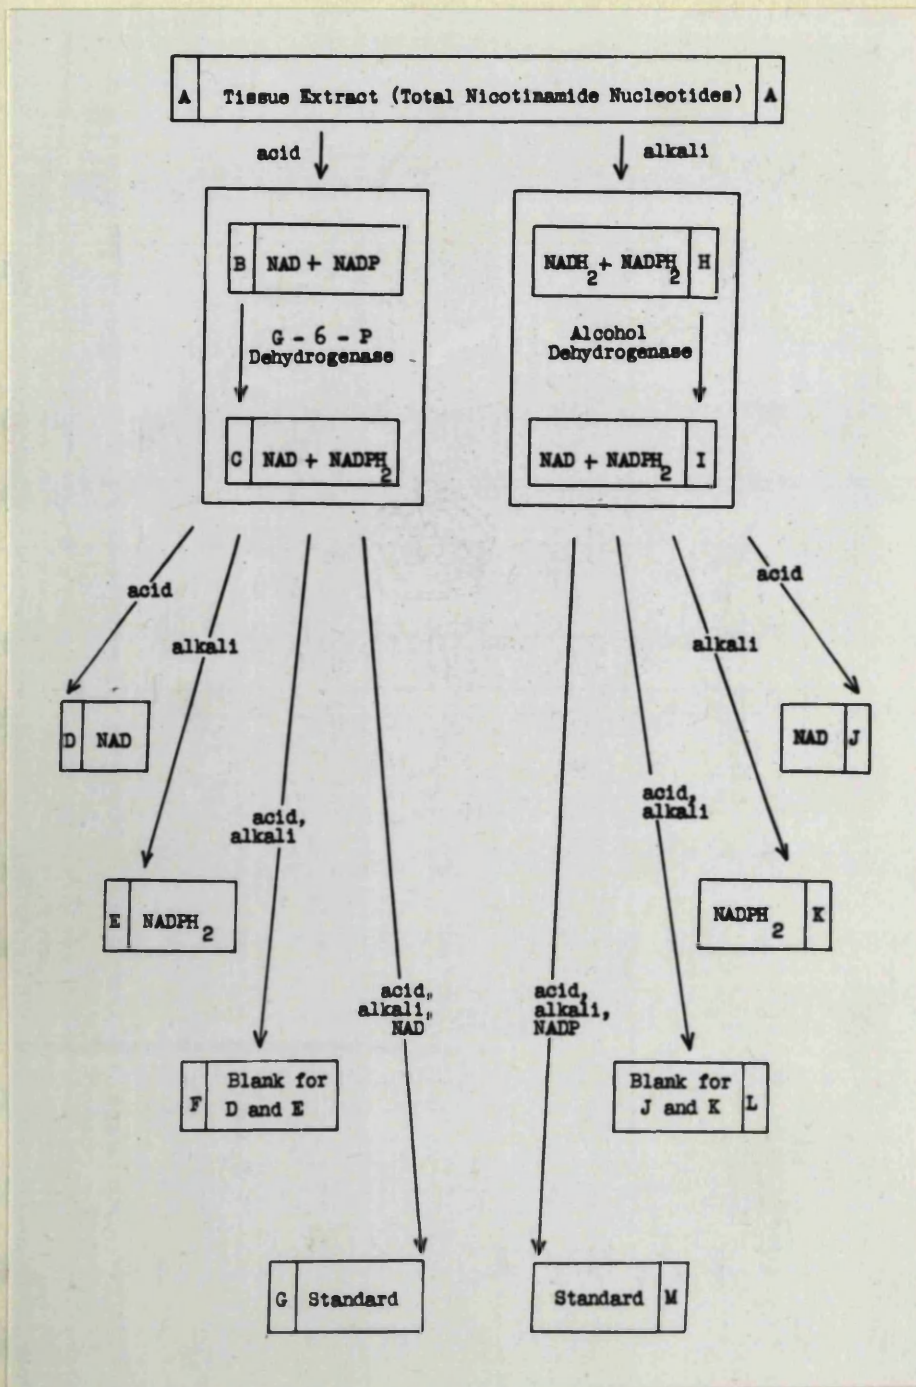 A Tissue Extract (Total Nicotinamide Nucleotides) A
acid
alkali
B NAD + NADP
NADH2 + NADPH2 H
G - 6 - P
Dehydrogenase
Alcohol
Dehydrogenase
C NAD + NADPH2
NAD + NADPH2 I
acid
acid
alkali
alkali
D NAD
NAD J
acid,
alkali
acid,
alkali
E NADPH2
NADPH2 K
acid,
alkali,
NAD
acid,
alkali,
NADP
F Blank for
D and E
Blank for
J and K L
G Standard
Standard M